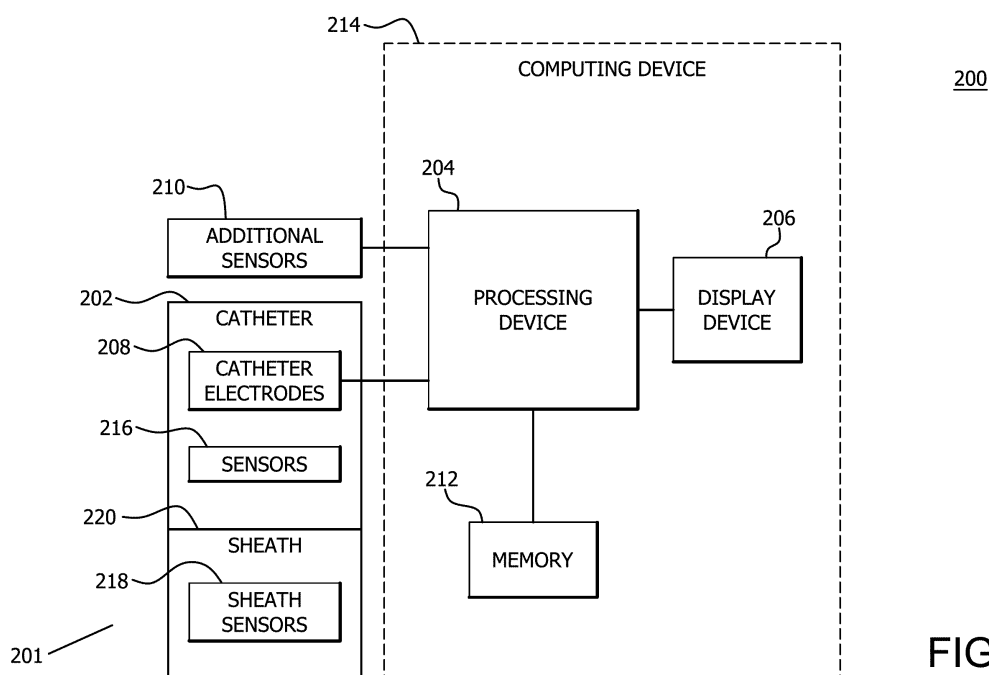 214
COMPUTING DEVICE
200
204
210
206
ADDITIONAL
SENSORS
202
PROCESSING
DEVICE
DISPLAY
DEVICE
CATHETER
208
CATHETER
ELECTRODES
216
SENSORS
212
220
MEMORY
SHEATH
218
SHEATH
SENSORS
201
FIG